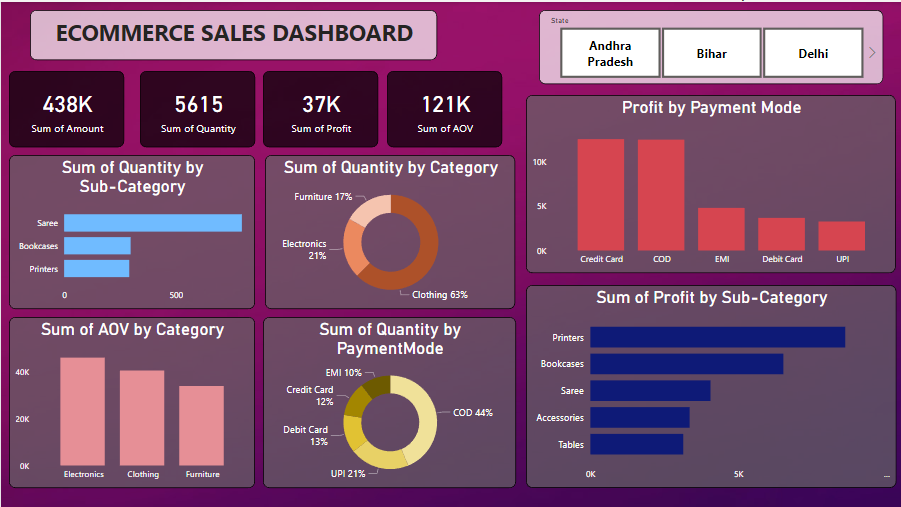 ECOMMERCE SALES DASHBOARD
State
Andhra
Pradesh
Bihar
Delhi
438K
Sum of Amount
5615
Sum of Quantity
37K
Sum of Profit
121K
Sum of AOV
Sum of Quantity by
Sub-Category
Saree
Bookcases
Printers
0
500
Sum of Quantity by Category
Furniture 17%
Electronics
21%
Clothing 63%
Profit by Payment Mode
10K
5K
0K
Credit Card
COD
EMI
Debit Card
UPI
Sum of AOV by Category
40K
20K
0K
Electronics
Clothing
Furniture
Sum of Quantity by
PaymentMode
EMI 10%
Credit Card
12%
Debit Card
13%
UPI 21%
COD 44%
Sum of Profit by Sub-Category
Printers
Bookcases
Saree
Accessories
Tables
0K
5K